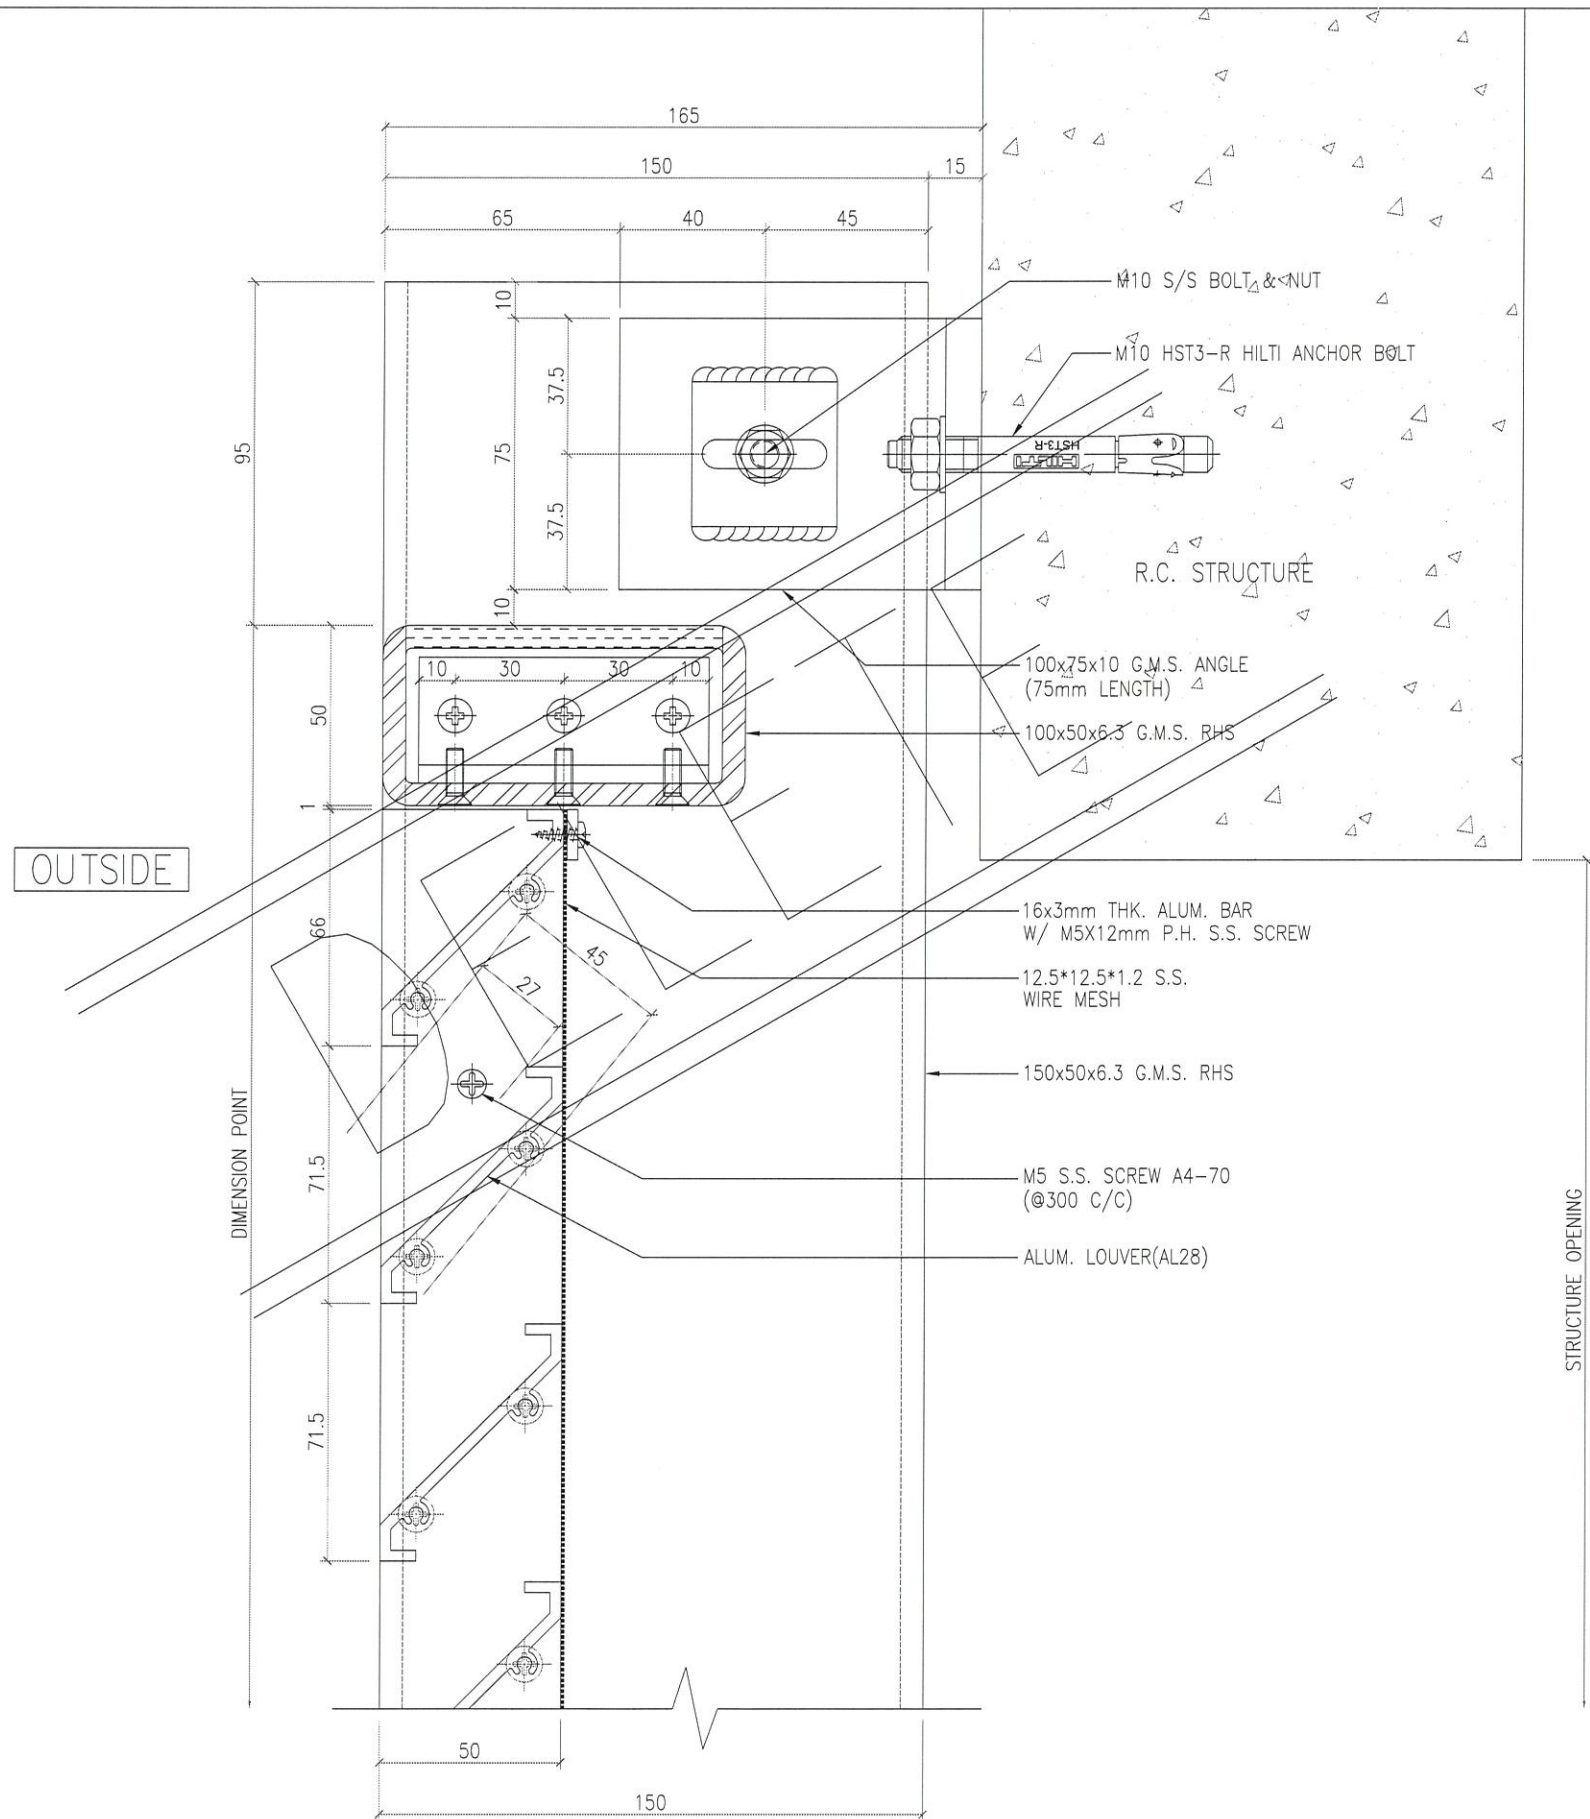 165
150
15
65
40
45
M10 S/S BOLT & NUT
10
M10 HST3-R HILTI ANCHOR BOLT
37.5
95
75
HST3-R
HILTI
37.5
R.C. STRUCTURE
10
100x75x10 G.M.S. ANGLE
(75mm LENGTH)
10
30
30
10
50
100x50x6.3 G.M.S. RHS
1
OUTSIDE
16x3mm THK. ALUM. BAR
W/ M5X12mm P.H. S.S. SCREW
66
45
27
12.5*12.5*1.2 S.S.
WIRE MESH
150x50x6.3 G.M.S. RHS
DIMENSION POINT
71.5
M5 S.S. SCREW A4-70
(@300 C/C)
ALUM. LOUVER(AL28)
STRUCTURE OPENING
71.5
50
150